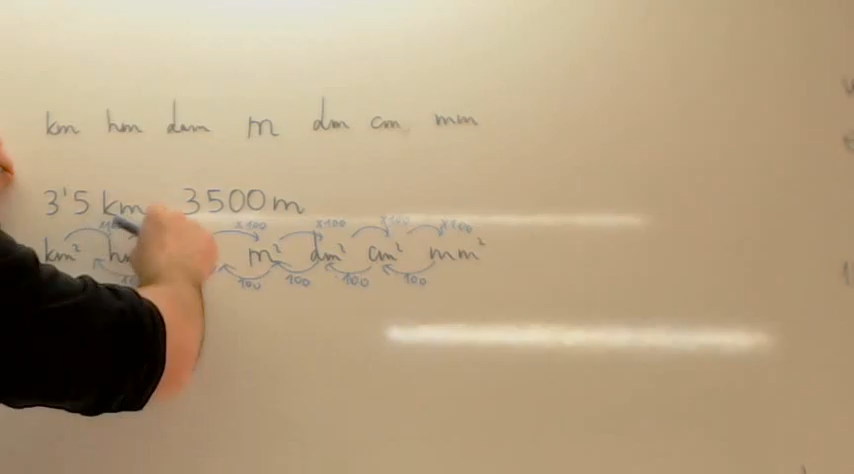 km hm dam m dm cm mm
3'5 km 3500 m
x100 x100 x100 x100
km² m² dm² cm² mm²
100 100 100 100